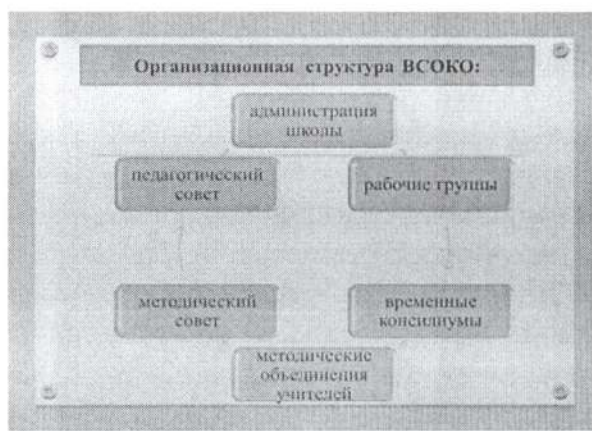 Организационная структура ВСОКО:
администрация
школы
педагогический
совет
рабочие группы
методический
совет
временные
консилиумы
методические
объединения
учителей